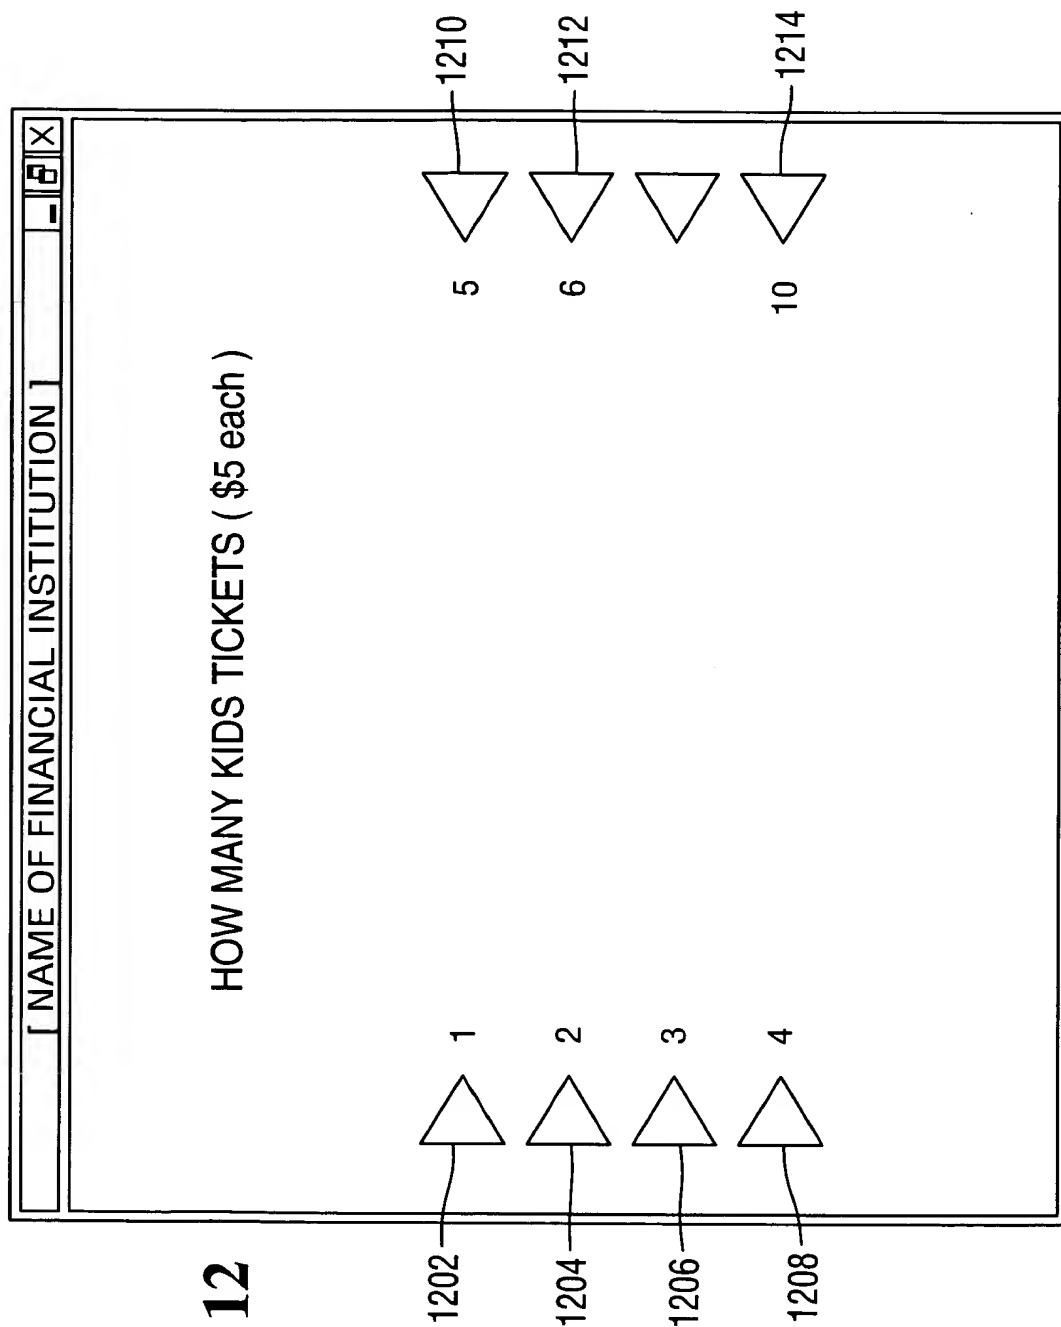 [ NAME OF FINANCIAL INSTITUTION ]
X
HOW MANY KIDS TICKETS ( $5 each )
1202 1 5 1210
1204 2 6 1212
1206 3
1208 4 10 1214
12